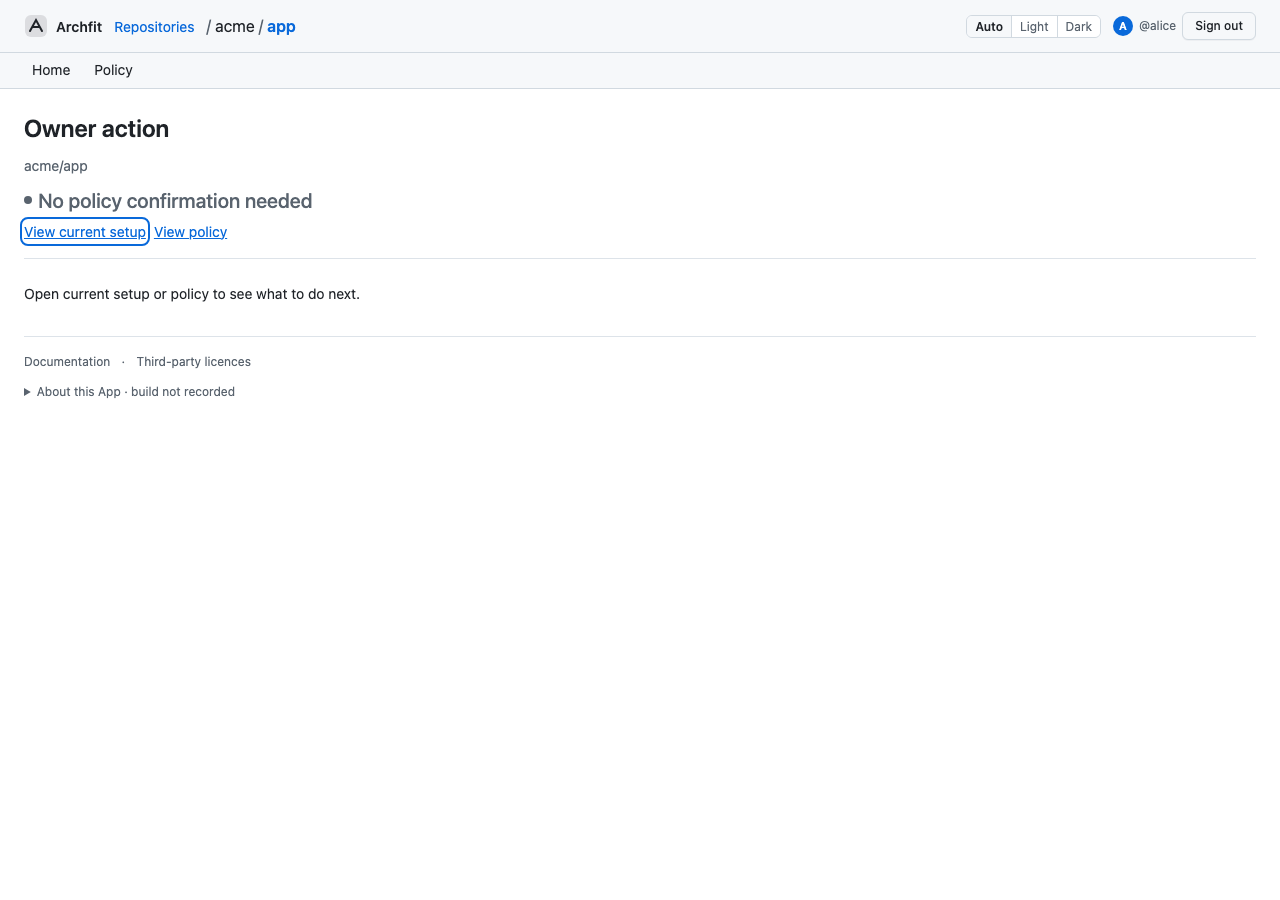 Archfit Repositories / acme / app Auto Light Dark A @alice Sign out
Home Policy
Owner action
acme/app
No policy confirmation needed
View current setup View policy
Open current setup or policy to see what to do next.
Documentation · Third-party licences
About this App · build not recorded